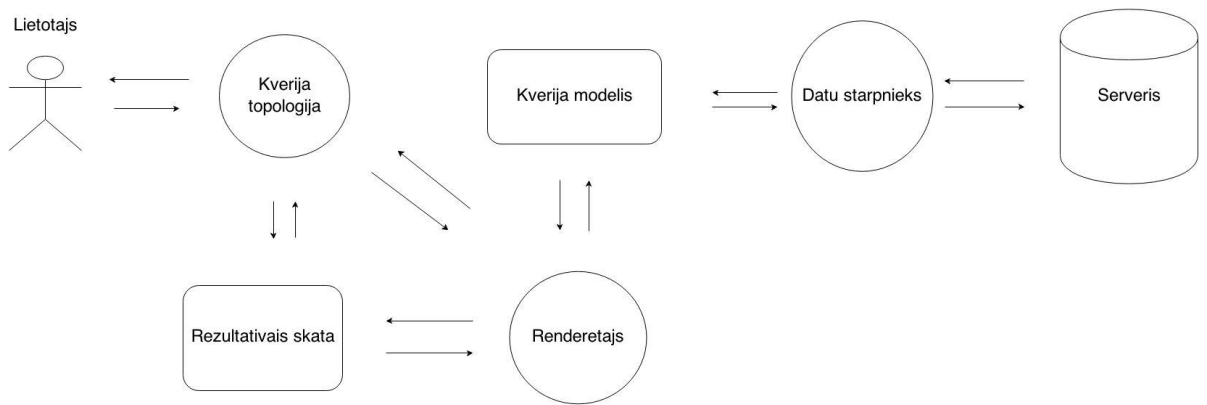 Lietotajs
Kverija
topologija
Kverija modelis
Datu starpnieks
Serveris
Rezultativais skata
Renderetajs